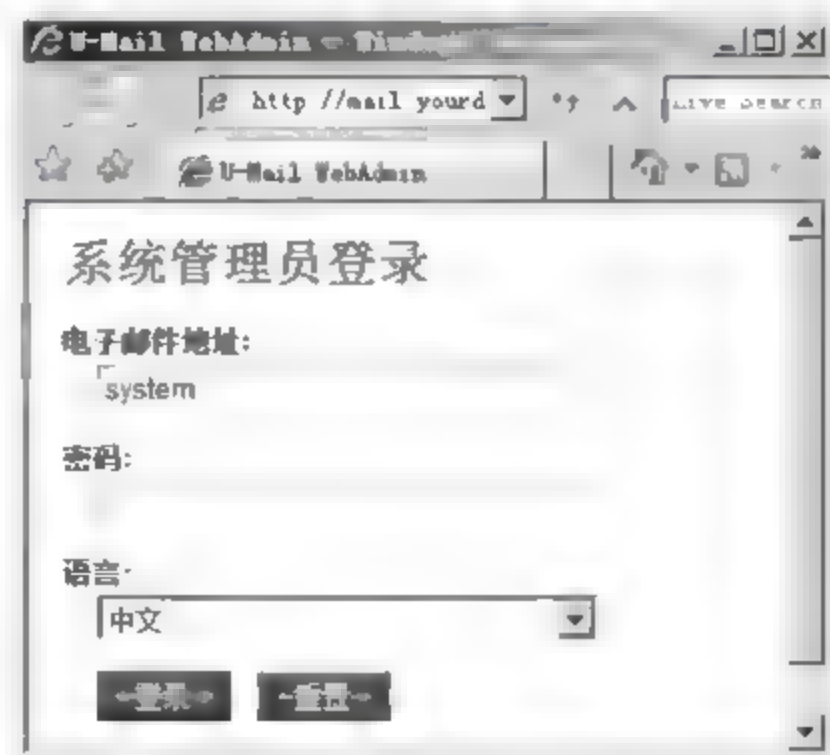 U-Mail WebAdmin - Window
http //mail yourd
Live Search
U-Mail WebAdmin
系统管理员登录
电子邮件地址:
system
密码:
语言:
中文
登录
重置